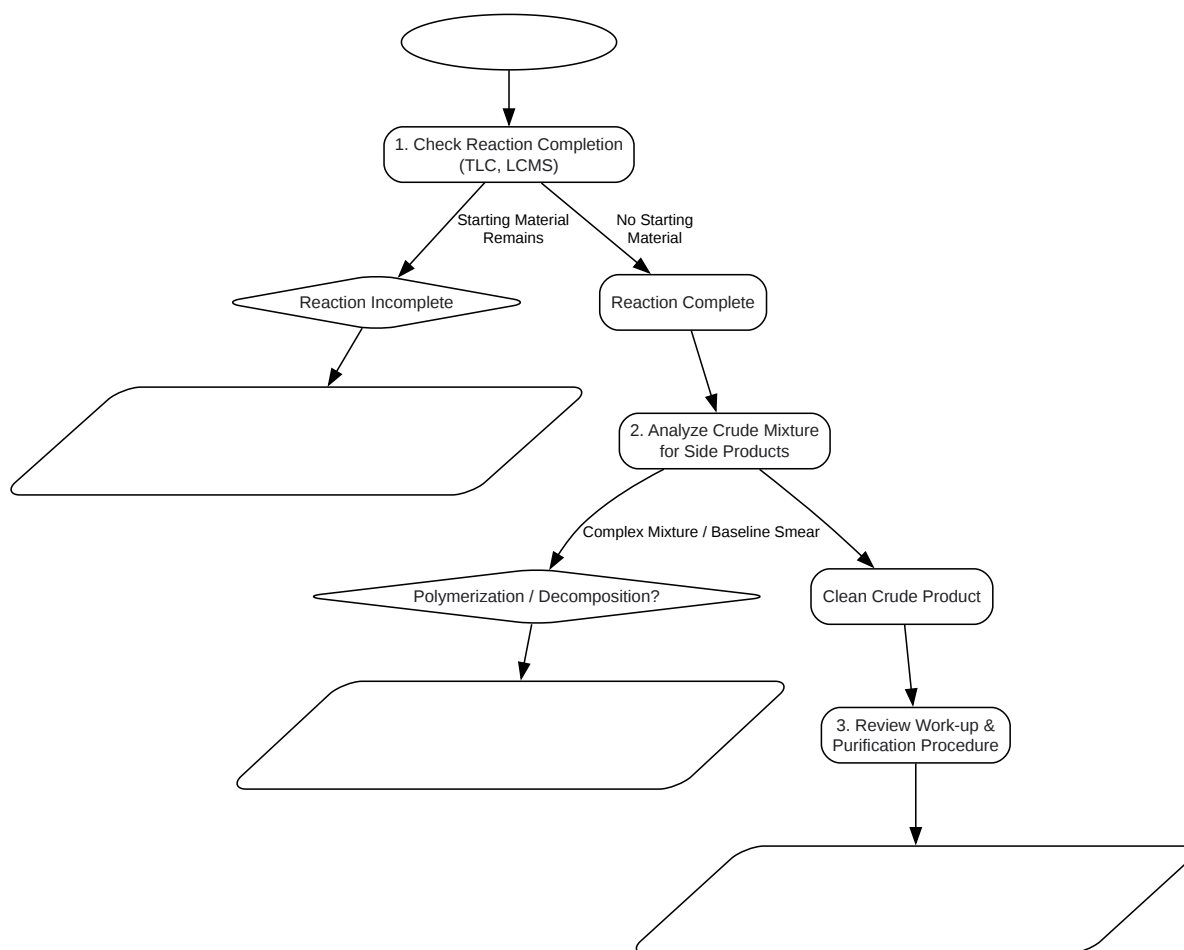 1. Check Reaction Completion
(TLC, LCMS)
Starting Material
Remains
No Starting
Material
Reaction Incomplete
Reaction Complete
2. Analyze Crude Mixture
for Side Products
Complex Mixture / Baseline Smear
Polymerization / Decomposition?
Clean Crude Product
3. Review Work-up &
Purification Procedure